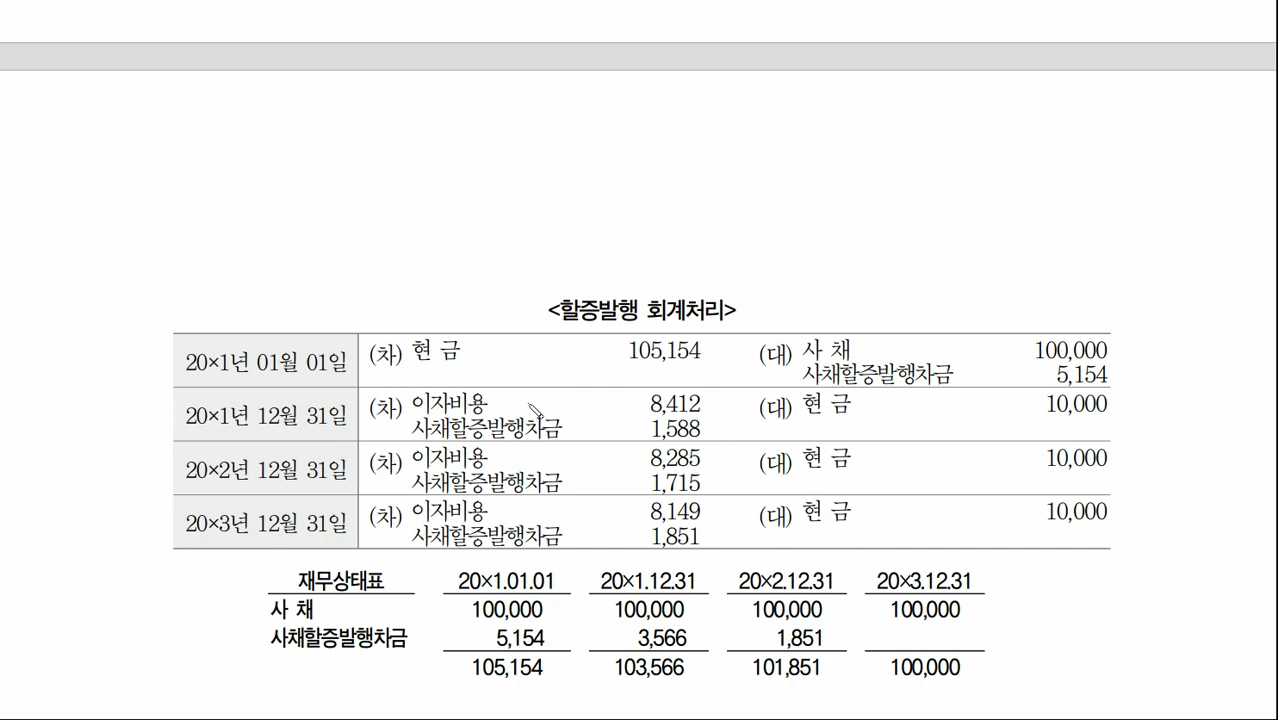 <할증발행 회계처리>
20×1년 01월 01일 (차) 현 금 105,154 (대) 사 채 100,000
사채할증발행차금 5,154
20×1년 12월 31일 (차) 이자비용 8,412 (대) 현 금 10,000
사채할증발행차금 1,588
20×2년 12월 31일 (차) 이자비용 8,285 (대) 현 금 10,000
사채할증발행차금 1,715
20×3년 12월 31일 (차) 이자비용 8,149 (대) 현 금 10,000
사채할증발행차금 1,851
재무상태표 20×1.01.01 20×1.12.31 20×2.12.31 20×3.12.31
사 채 100,000 100,000 100,000 100,000
사채할증발행차금 5,154 3,566 1,851
105,154 103,566 101,851 100,000